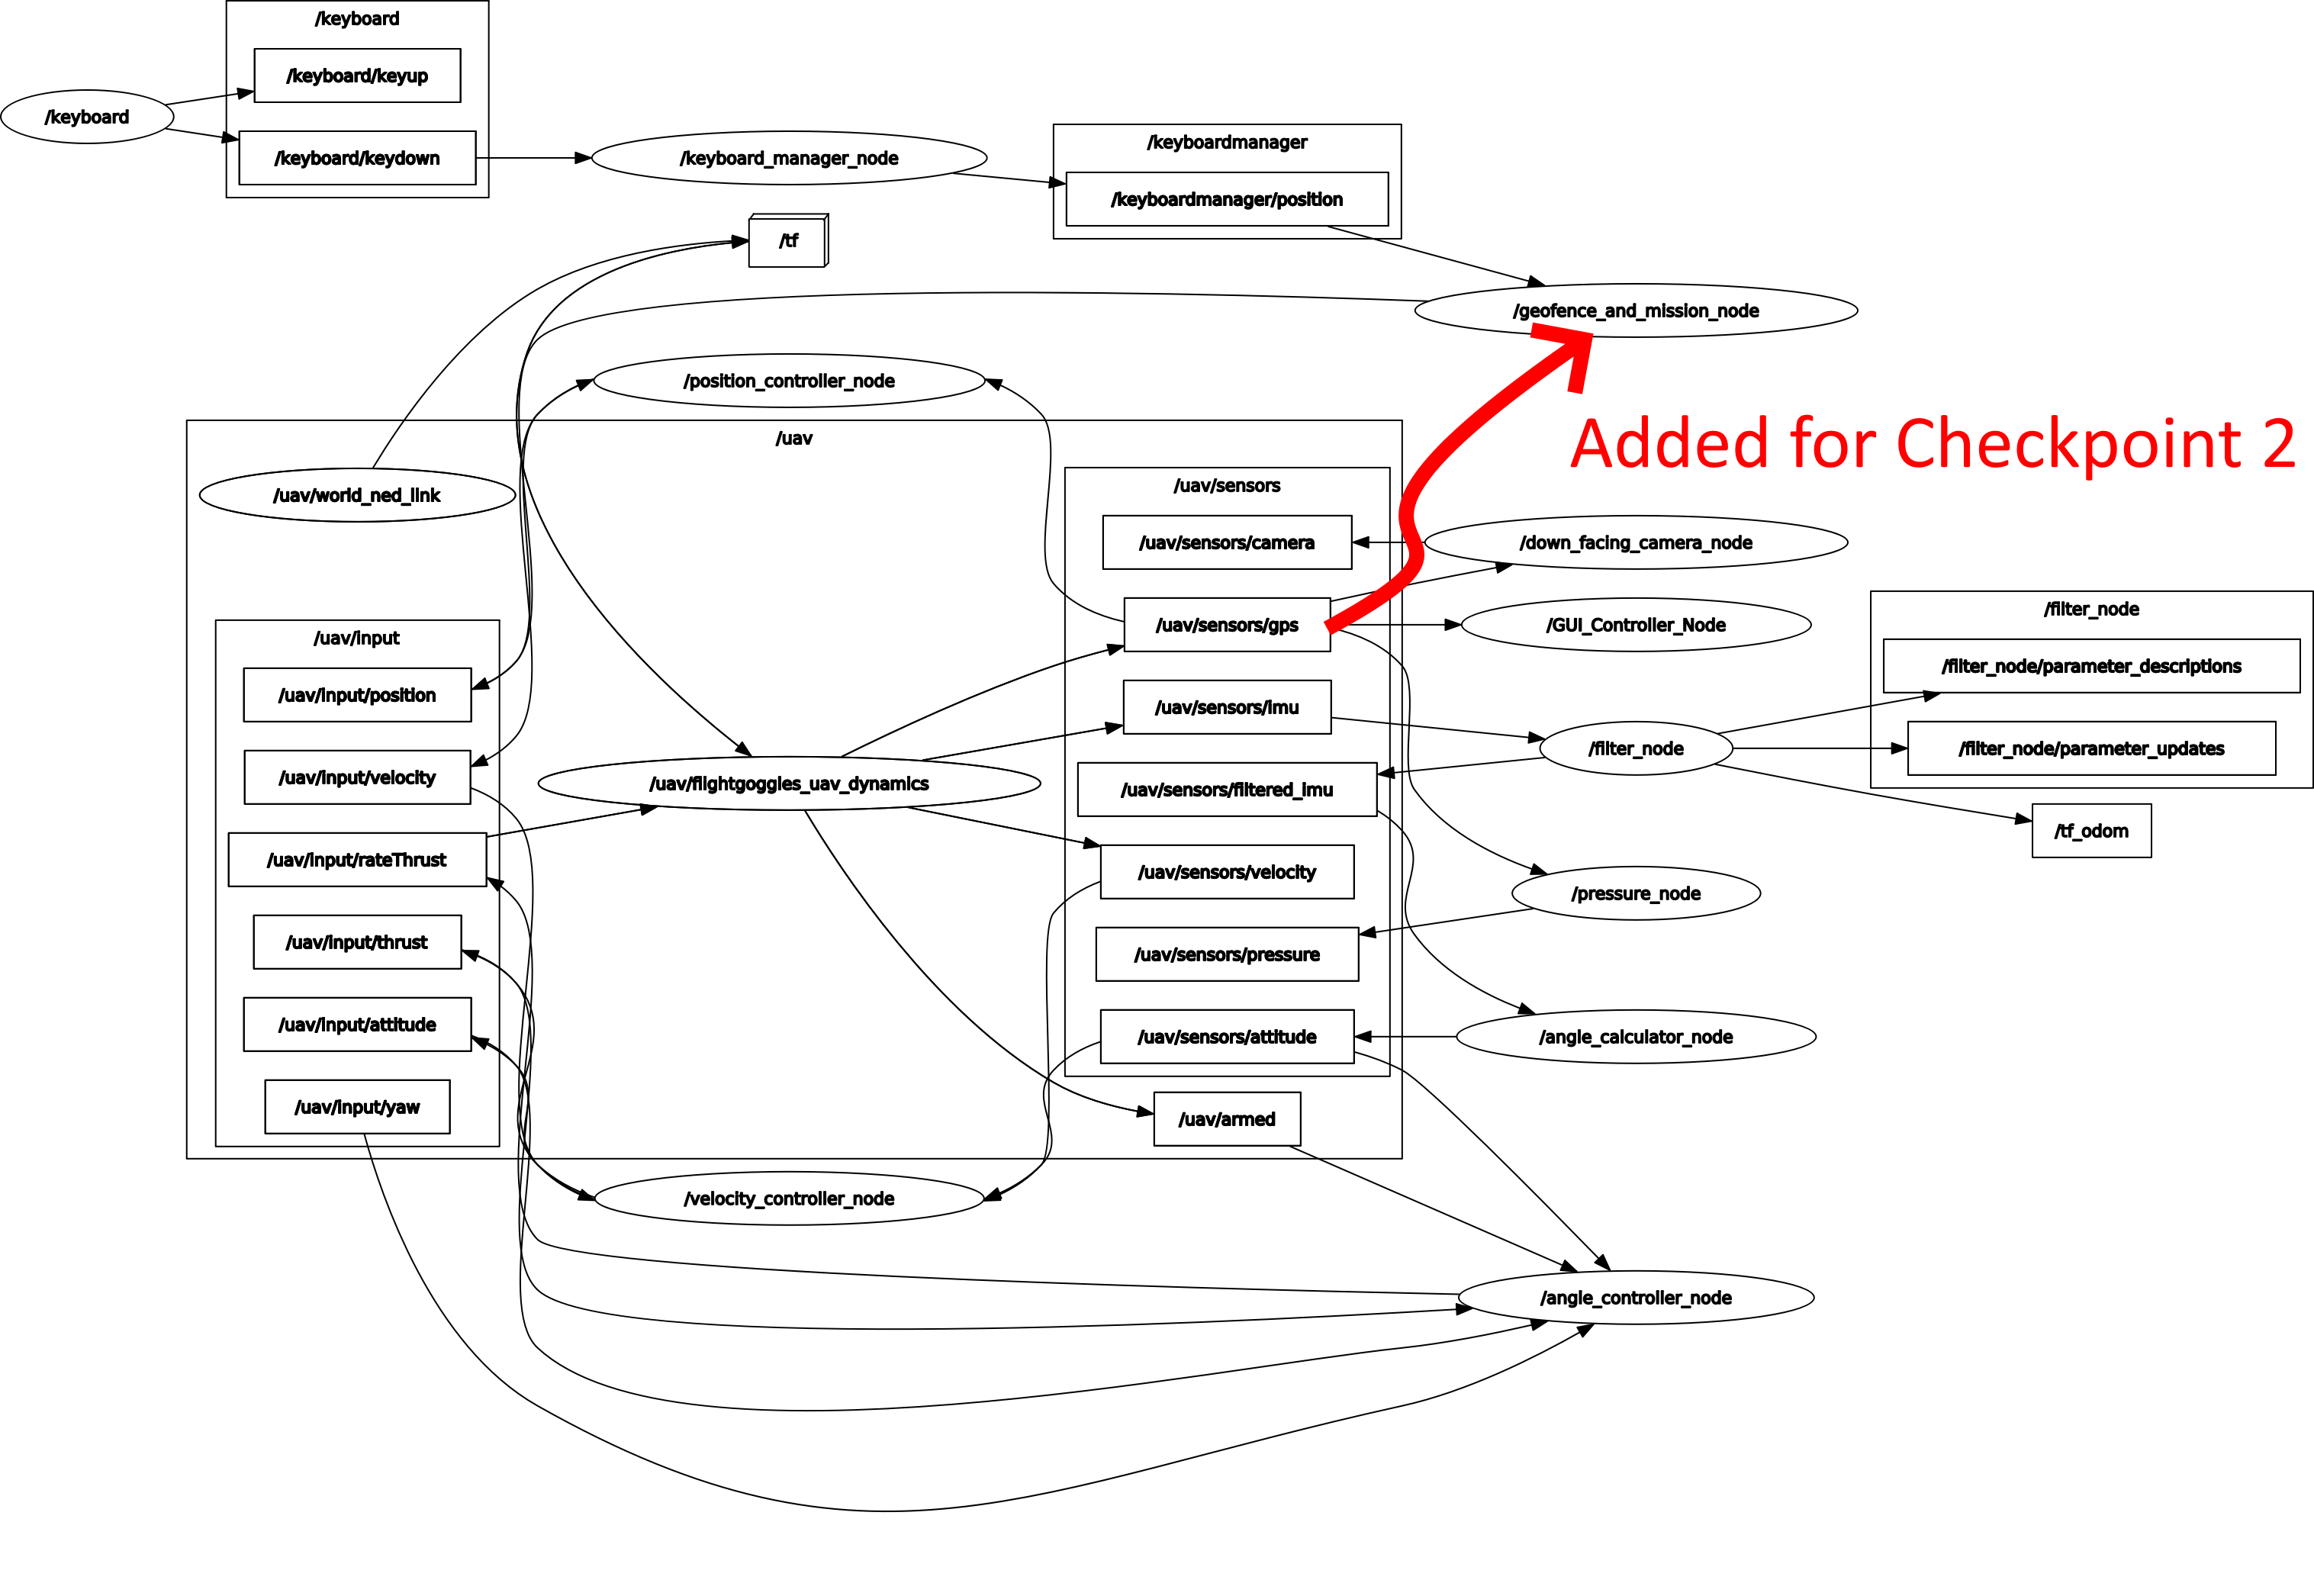 /keyboard
/keyboard/keyup
/keyboard
/keyboard/keydown
/keyboard_manager_node
/keyboardmanager
/keyboardmanager/position
/tf
/geofence_and_mission_node
/position_controller_node
Added for Checkpoint 2
/uav
/uav/world_ned_link
/uav/sensors
/uav/sensors/camera
/down_facing_camera_node
/uav/sensors/gps
/GUI_Controller_Node
/filter_node
/filter_node/parameter_descriptions
/uav/input
/uav/input/position
/uav/sensors/imu
/filter_node
/filter_node/parameter_updates
/uav/input/velocity
/uav/flightgoggles_uav_dynamics
/uav/sensors/filtered_imu
/tf_odom
/uav/input/rateThrust
/uav/sensors/velocity
/pressure_node
/uav/input/thrust
/uav/sensors/pressure
/uav/input/attitude
/uav/sensors/attitude
/angle_calculator_node
/uav/input/yaw
/uav/armed
/velocity_controller_node
/angle_controller_node